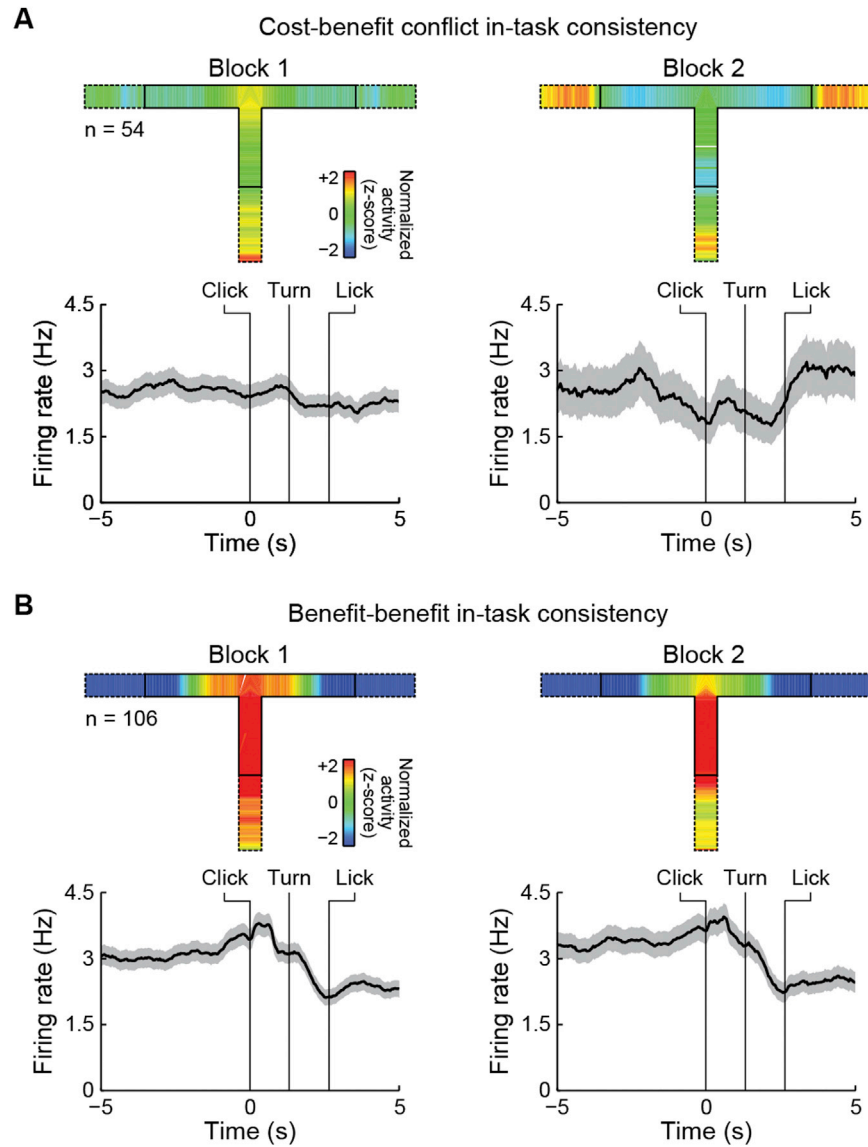 A
Cost-benefit conflict in-task consistency
Block 1
Block 2
n = 54
+2
0
−2
Normalized
activity
(z-score)
Click
Turn
Lick
Click
Turn
Lick
4.5
3
1.5
0
Firing rate (Hz)
−5
0
5
Time (s)
4.5
3
1.5
0
Firing rate (Hz)
−5
0
5
Time (s)
B
Benefit-benefit in-task consistency
Block 1
Block 2
n = 106
+2
0
−2
Normalized
activity
(z-score)
Click
Turn
Lick
Click
Turn
Lick
4.5
3
1.5
0
Firing rate (Hz)
−5
0
5
Time (s)
4.5
3
1.5
0
Firing rate (Hz)
−5
0
5
Time (s)